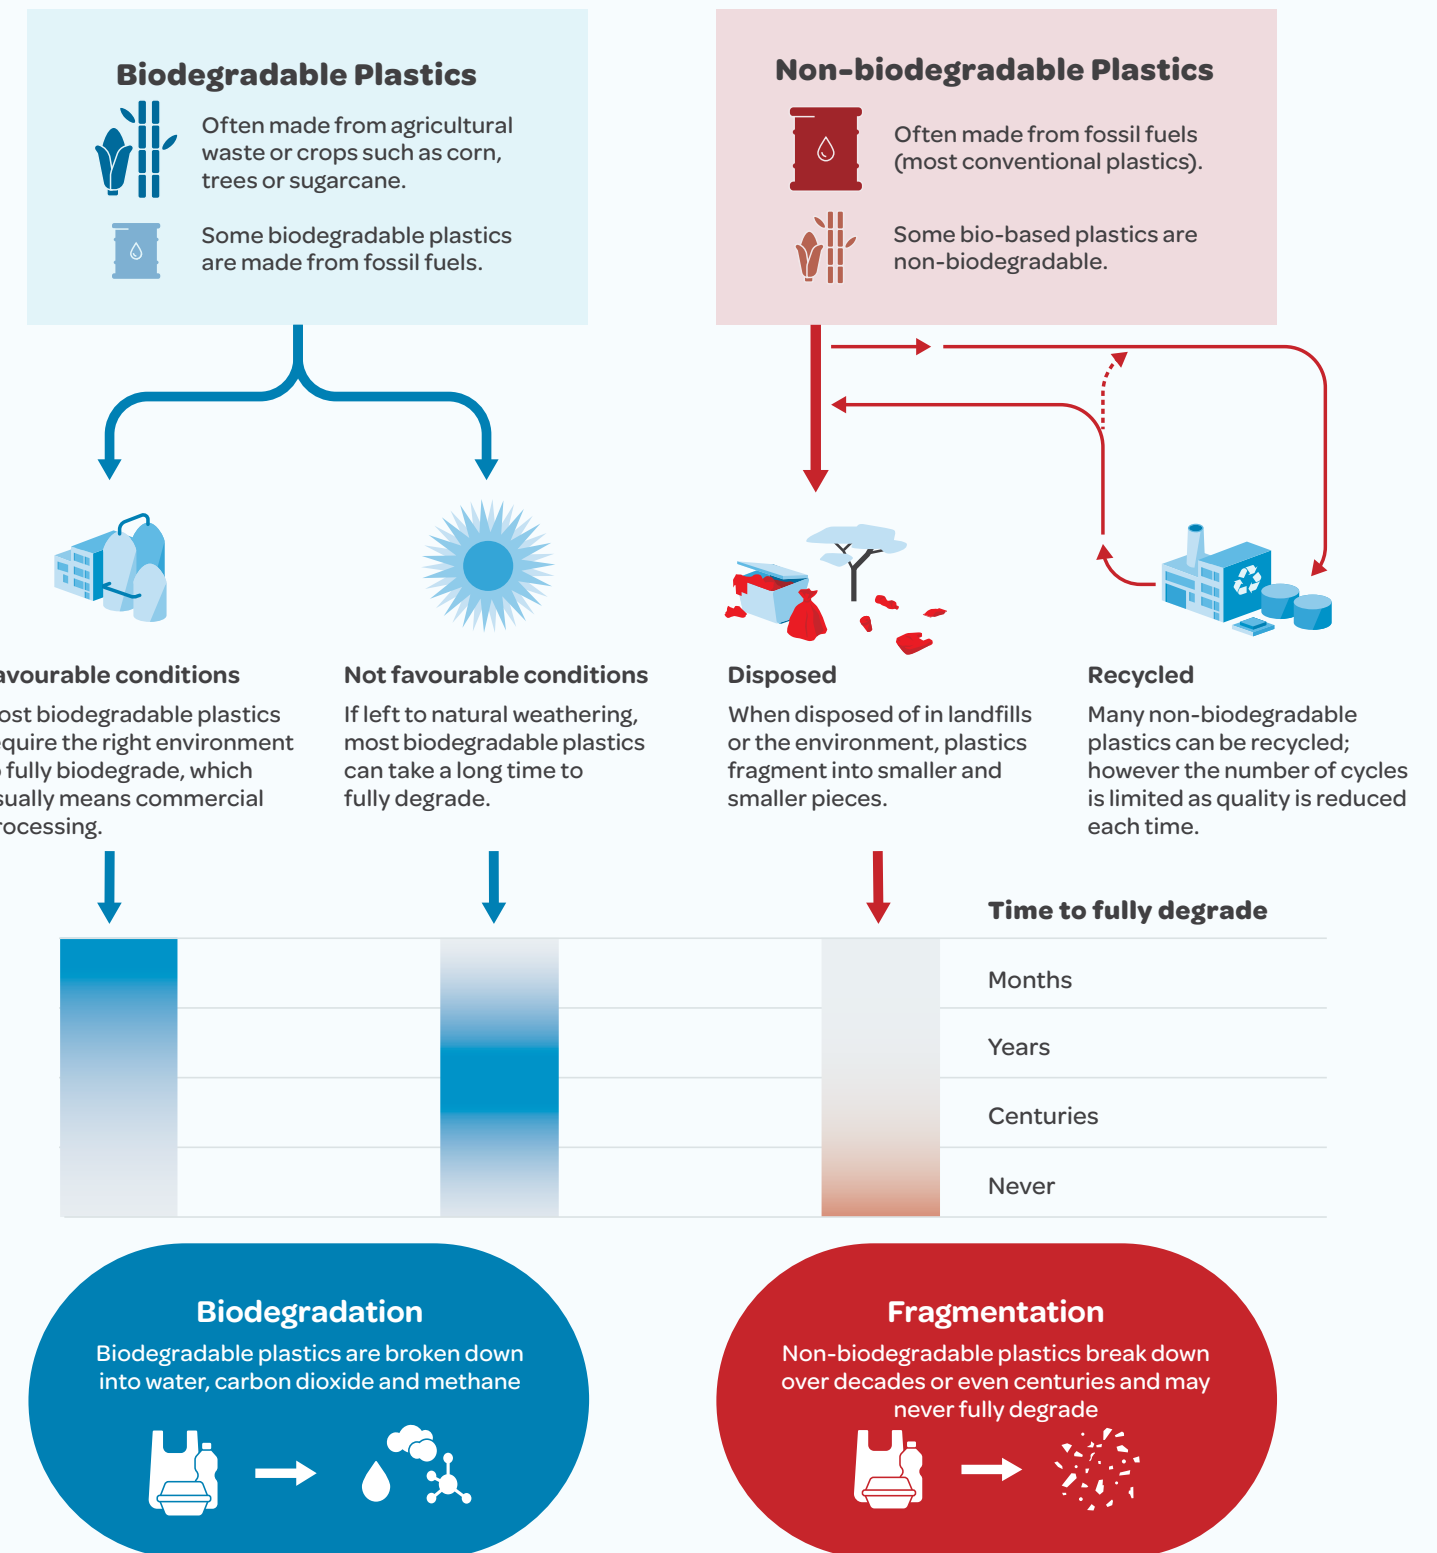 Biodegradable Plastics
Often made from agricultural
waste or crops such as corn,
trees or sugarcane.
Some biodegradable plastics
are made from fossil fuels.
Non-biodegradable Plastics
Often made from fossil fuels
(most conventional plastics).
Some bio-based plastics are
non-biodegradable.
avourable conditions
ost biodegradable plastics
quire the right environment
fully biodegrade, which
sually means commercial
rocessing.
Not favourable conditions
If left to natural weathering,
most biodegradable plastics
can take a long time to
fully degrade.
Disposed
When disposed of in landfills
or the environment, plastics
fragment into smaller and
smaller pieces.
Recycled
Many non-biodegradable
plastics can be recycled;
however the number of cycles
is limited as quality is reduced
each time.
Time to fully degrade
Months
Years
Centuries
Never
Biodegradation
Biodegradable plastics are broken down
into water, carbon dioxide and methane
Fragmentation
Non-biodegradable plastics break down
over decades or even centuries and may
never fully degrade